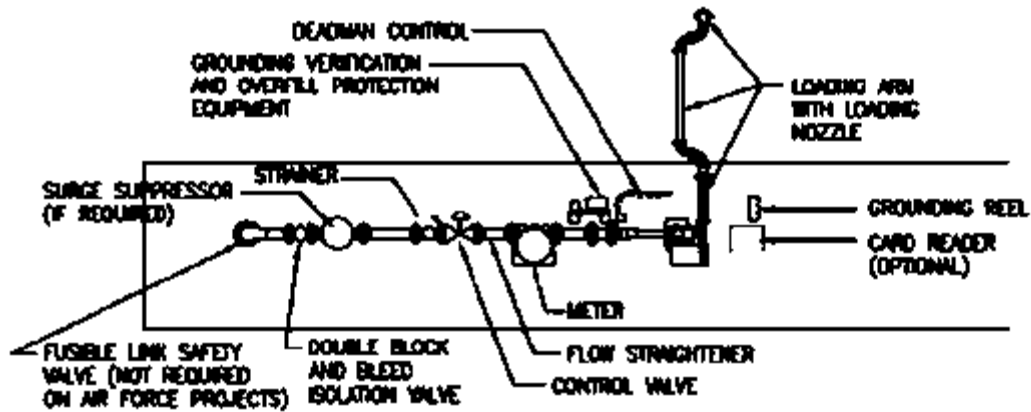 DEADMAN CONTROL
GROUNDING VERIFICATION
AND OVERFILL PROTECTION
EQUIPMENT
LOADING ARM
WITH LOADING
NOZZLE
STRAINER
SURGE SUPPRESSOR
(IF REQUIRED)
GROUNDING REEL
CARD READER
(OPTIONAL)
METER
FUSIBLE LINK SAFETY
VALVE (NOT REQUIRED
ON AIR FORCE PROJECTS)
DOUBLE BLOCK
AND BLEED
ISOLATION VALVE
FLOW STRAIGHTENER
CONTROL VALVE